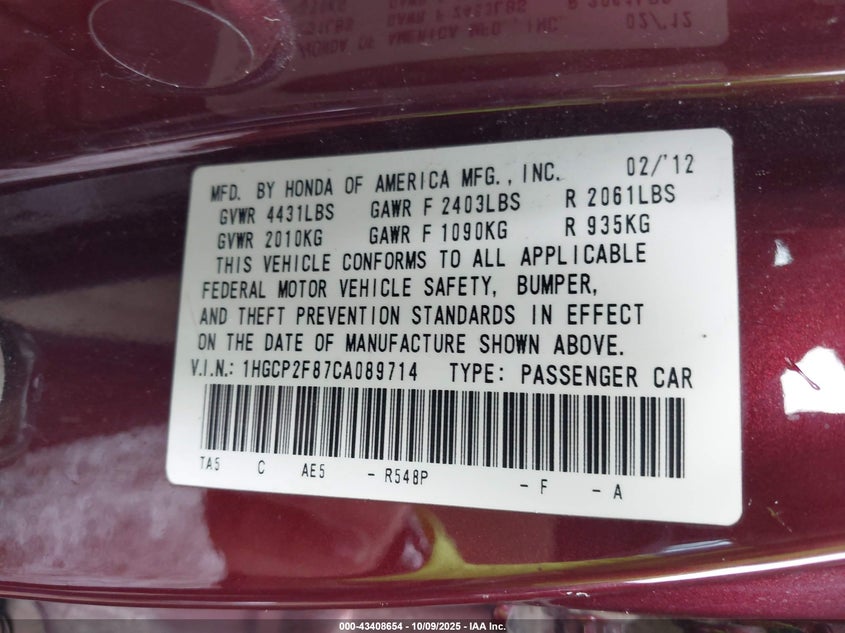 MFD. BY HONDA OF AMERICA MFG., INC. 02/'12
GVWR 4431LBS GAWR F 2403LBS R 2061LBS
GVWR 2010KG GAWR F 1090KG R 935KG
THIS VEHICLE CONFORMS TO ALL APPLICABLE
FEDERAL MOTOR VEHICLE SAFETY, BUMPER,
AND THEFT PREVENTION STANDARDS IN EFFECT
ON THE DATE OF MANUFACTURE SHOWN ABOVE.
V.I.N.: 1HGCP2F87CA089714 TYPE: PASSENGER CAR
TA5 C AE5 - R548P - F - A
000-43408654 - 10/09/2025 - IAA Inc.